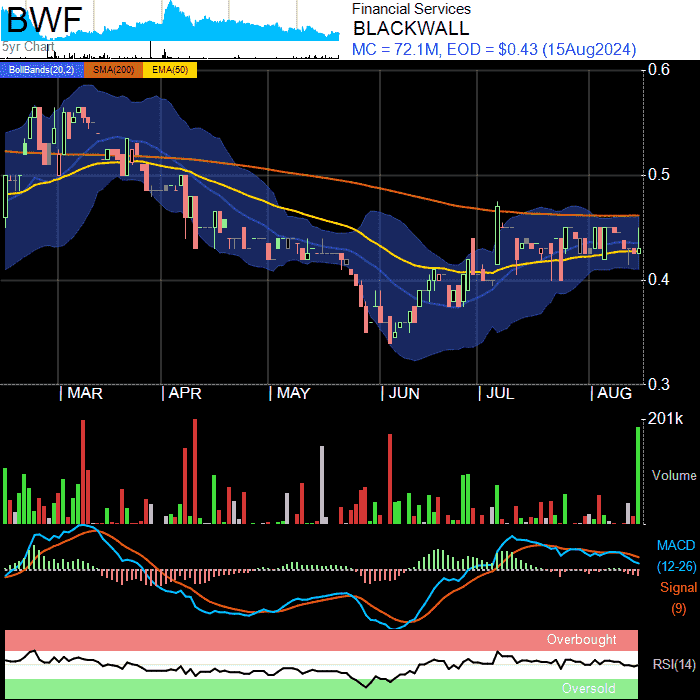 BWF
5yr Chart
Financial Services
BLACKWALL
MC = 72.1M, EOD = $0.43 (15Aug2024)
BollBands(20,2) SMA(200) EMA(50)
0.6
0.5
0.4
0.3
| MAR | APR | MAY | JUN | JUL | AUG
201k
Volume
MACD
(12-26)
Signal
(9)
Overbought
RSI(14)
Oversold